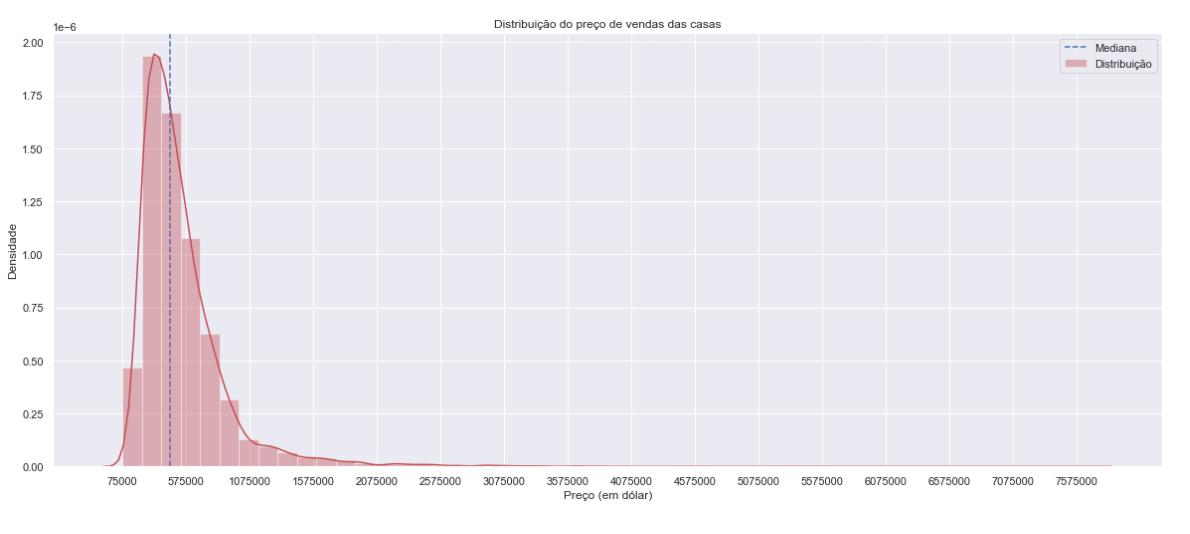 Distribuição do preço de vendas das casas
1e−6
Mediana
Distribuição
2.00
1.75
1.50
1.25
1.00
0.75
0.50
0.25
0.00
Densidade
75000 575000 1075000 1575000 2075000 2575000 3075000 3575000 4075000 4575000 5075000 5575000 6075000 6575000 7075000 7575000
Preço (em dólar)